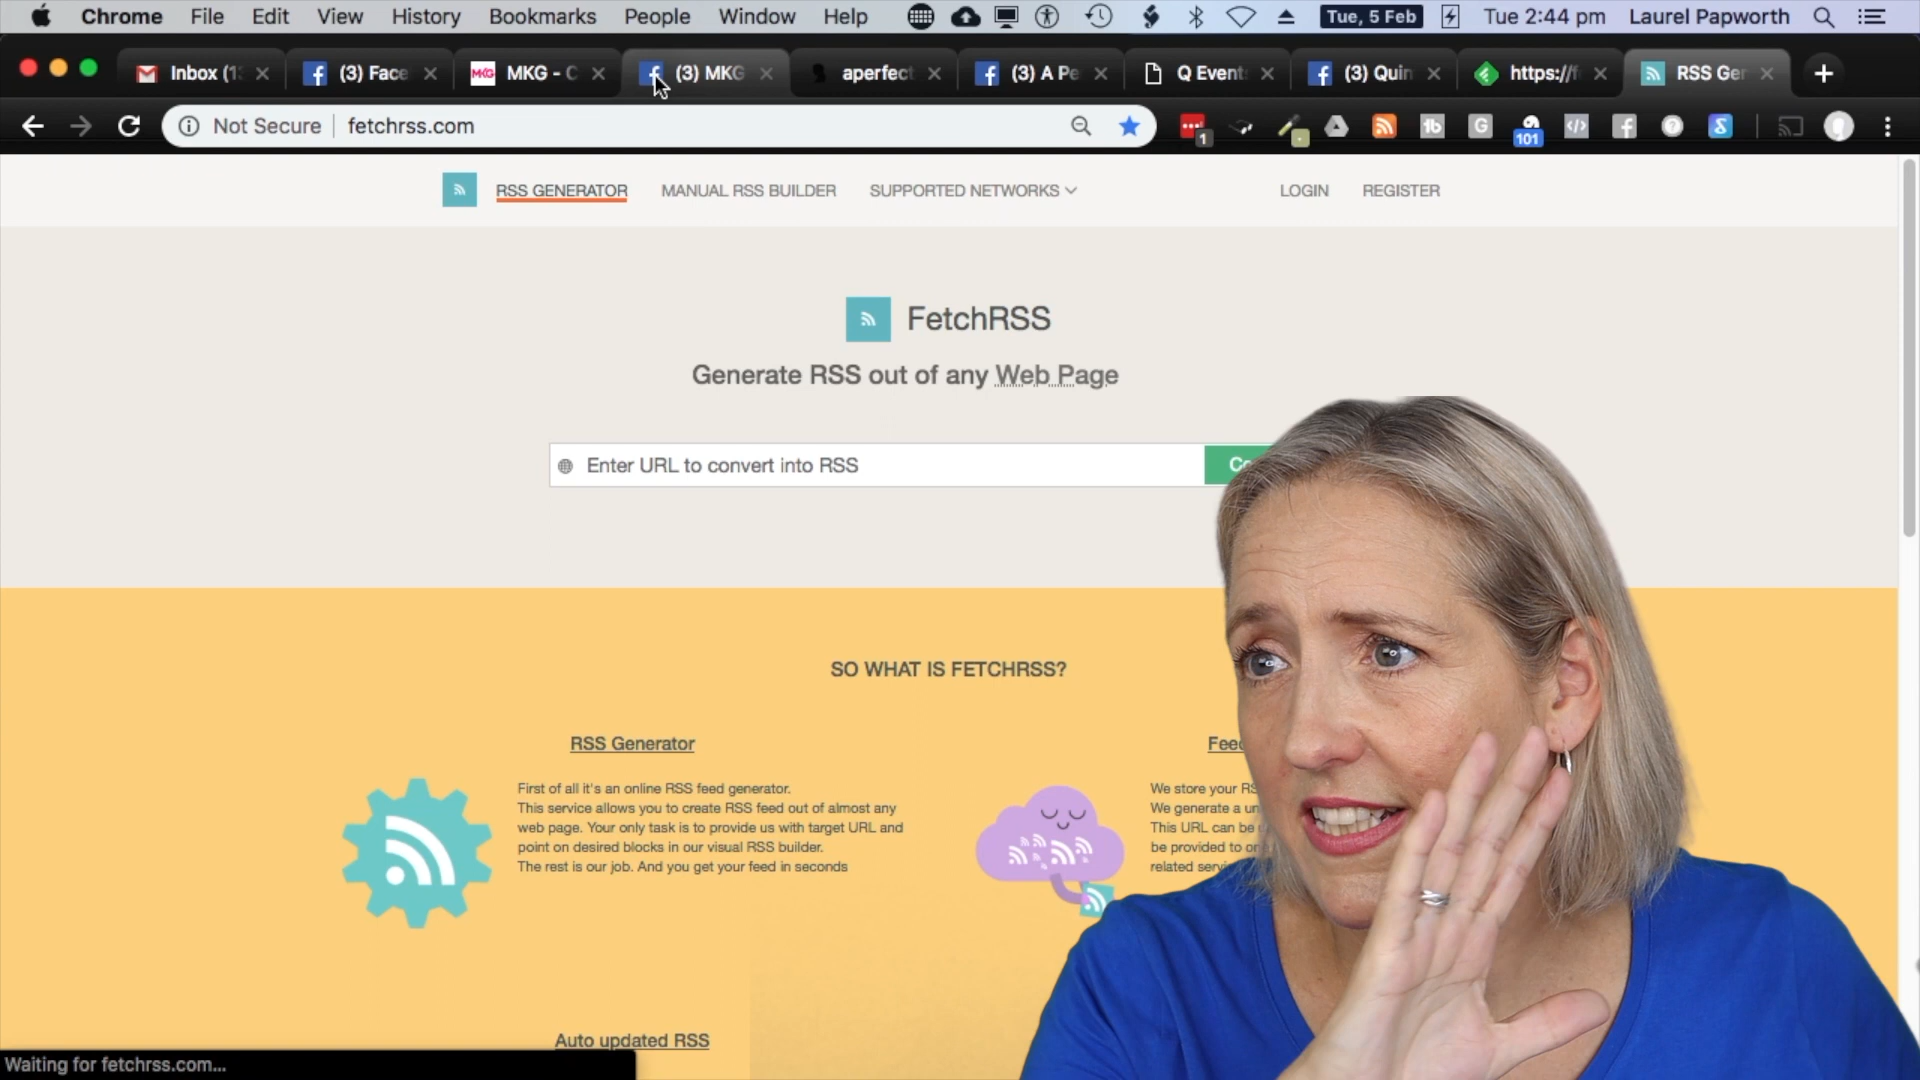 Chrome File Edit View History Bookmarks People Window Help Tue, 5 Feb Tue 2:44 pm Laurel Papworth
Inbox (1 (3) Face MKG - C (3) MKG aperfect (3) A Pe Q Event (3) Quin https://f RSS Ger
Not Secure fetchrss.com 1 101
RSS GENERATOR MANUAL RSS BUILDER SUPPORTED NETWORKS LOGIN REGISTER
FetchRSS
Generate RSS out of any Web Page
Enter URL to convert into RSS
SO WHAT IS FETCHRSS?
RSS Generator
First of all it's an online RSS feed generator.
This service allows you to create RSS feed out of almost any
web page. Your only task is to provide us with target URL and
point on desired blocks in our visual RSS builder.
The rest is our job. And you get your feed in seconds
We store your RS
We generate a un
This URL can be
be provided to
related
Auto updated RSS
Waiting for fetchrss.com...